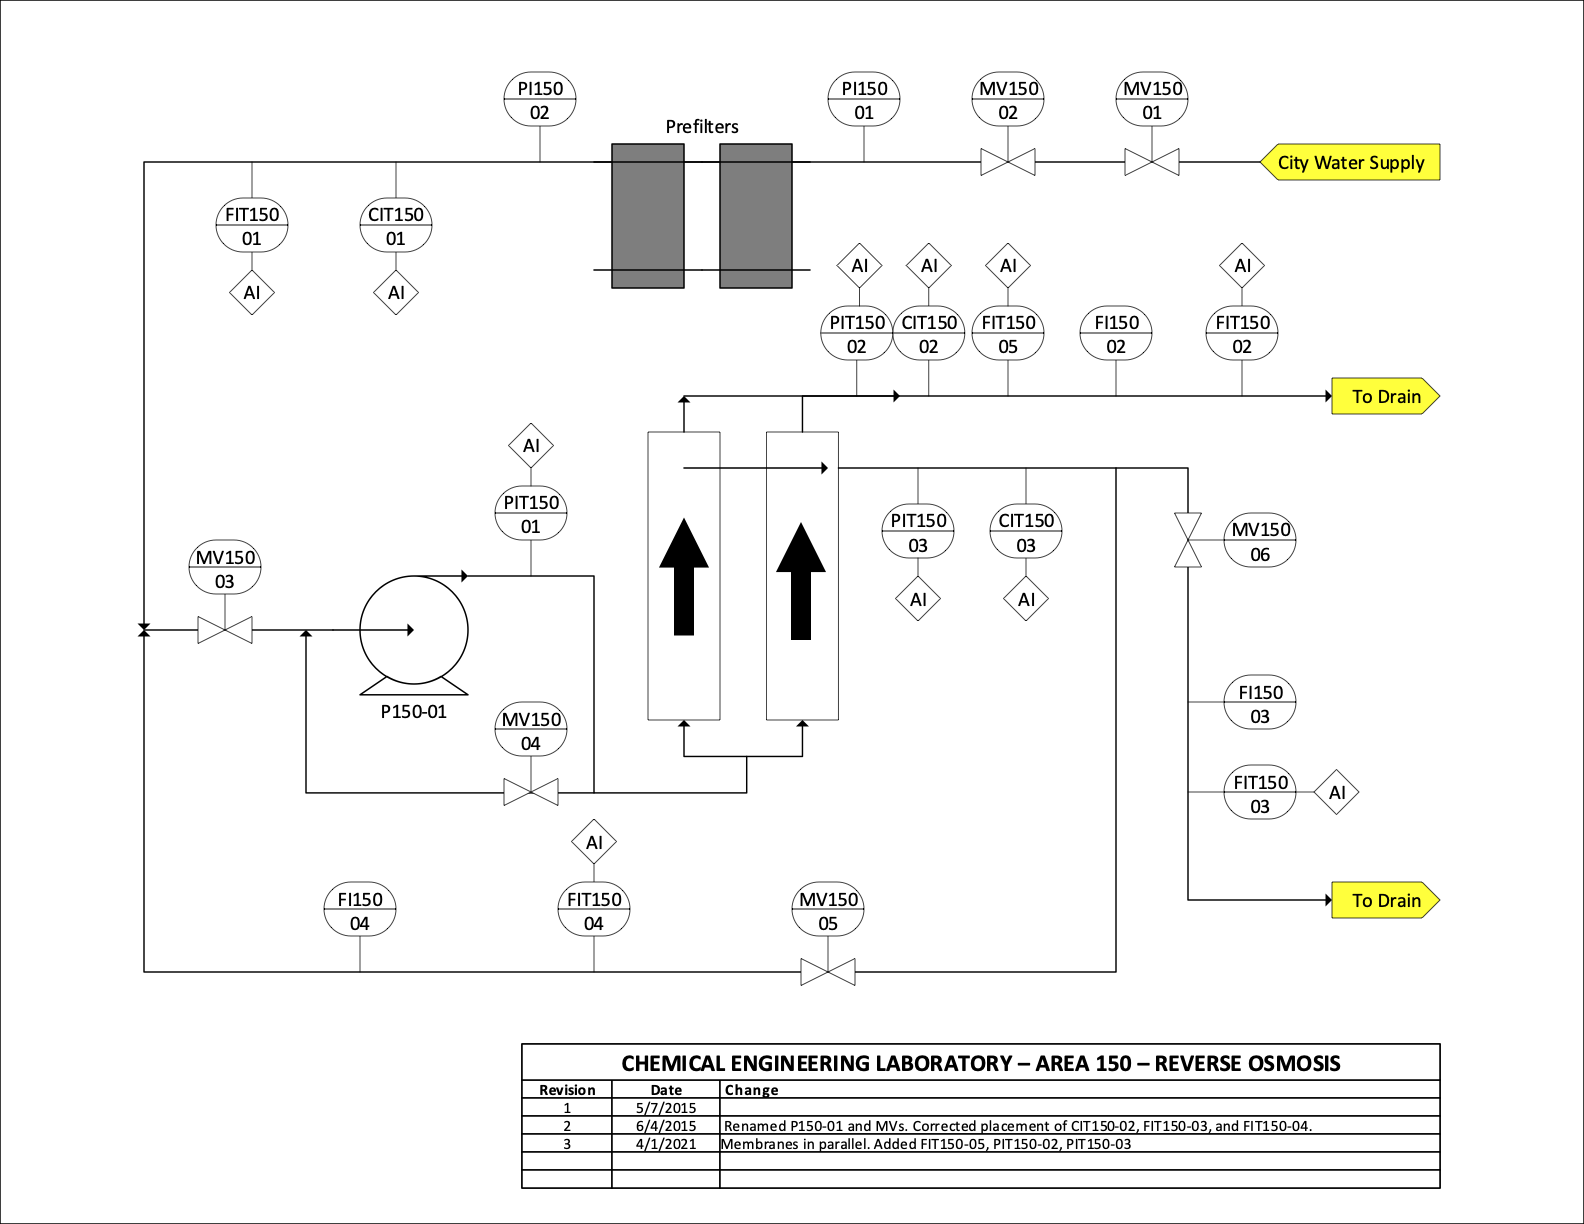 PI150
02
Prefilters
PI150
01
MV150
02
MV150
01
City Water Supply
FIT150
01
AI
CIT150
01
AI
AI
PIT150
02
AI
CIT150
02
AI
FIT150
05
FI150
02
AI
FIT150
02
To Drain
AI
PIT150
01
PIT150
03
AI
CIT150
03
AI
MV150
06
MV150
03
P150-01
MV150
04
FI150
03
FIT150
03
AI
To Drain
FI150
04
AI
FIT150
04
MV150
05
CHEMICAL ENGINEERING LABORATORY – AREA 150 – REVERSE OSMOSIS
Revision Date Change
1 5/7/2015
2 6/4/2015 Renamed P150-01 and MVs. Corrected placement of CIT150-02, FIT150-03, and FIT150-04.
3 4/1/2021 Membranes in parallel. Added FIT150-05, PIT150-02, PIT150-03